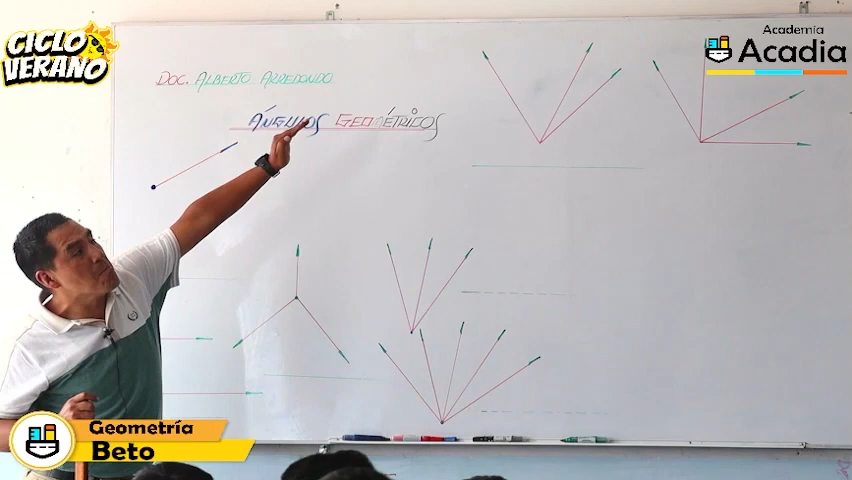 CICLO
VERANO
Academia
Acadia
DOC. ALBERTO ARREDONDO
ÁNGULOS GEOMÉTRICOS
Geometría
Beto